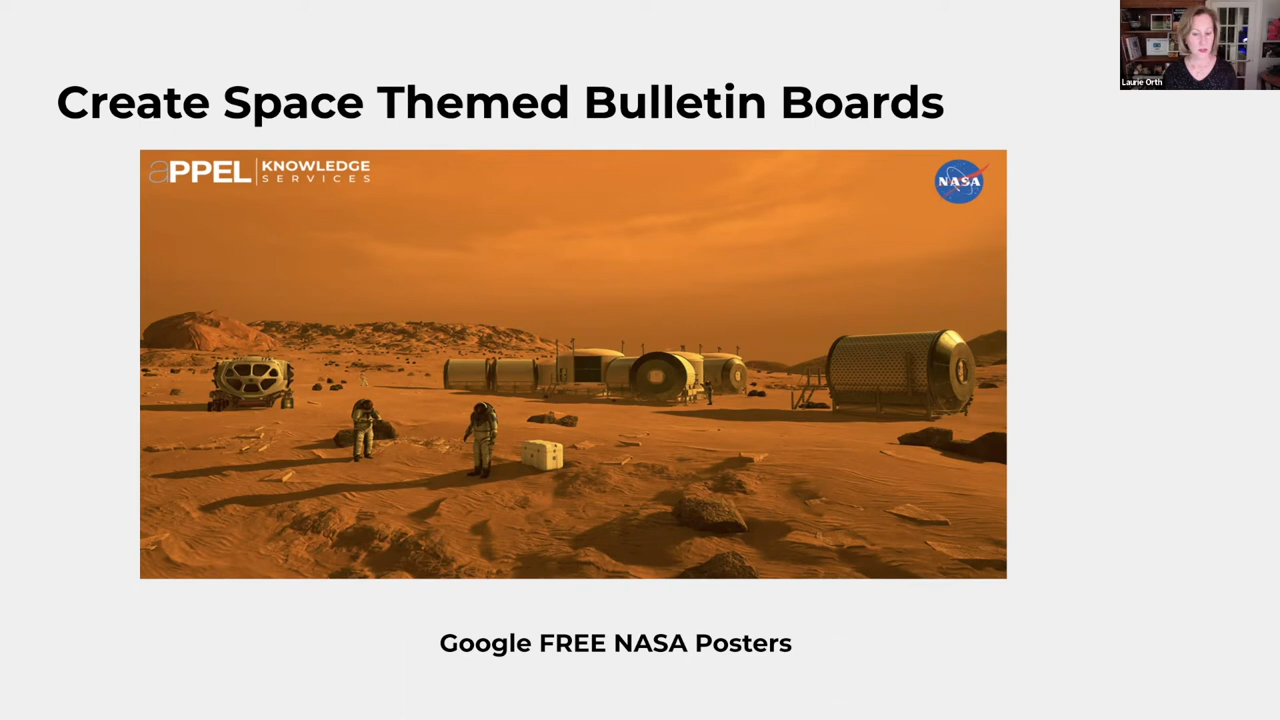 Laurie Orth
Create Space Themed Bulletin Boards
aPPEL KNOWLEDGE
SERVICES
NASA
Google FREE NASA Posters